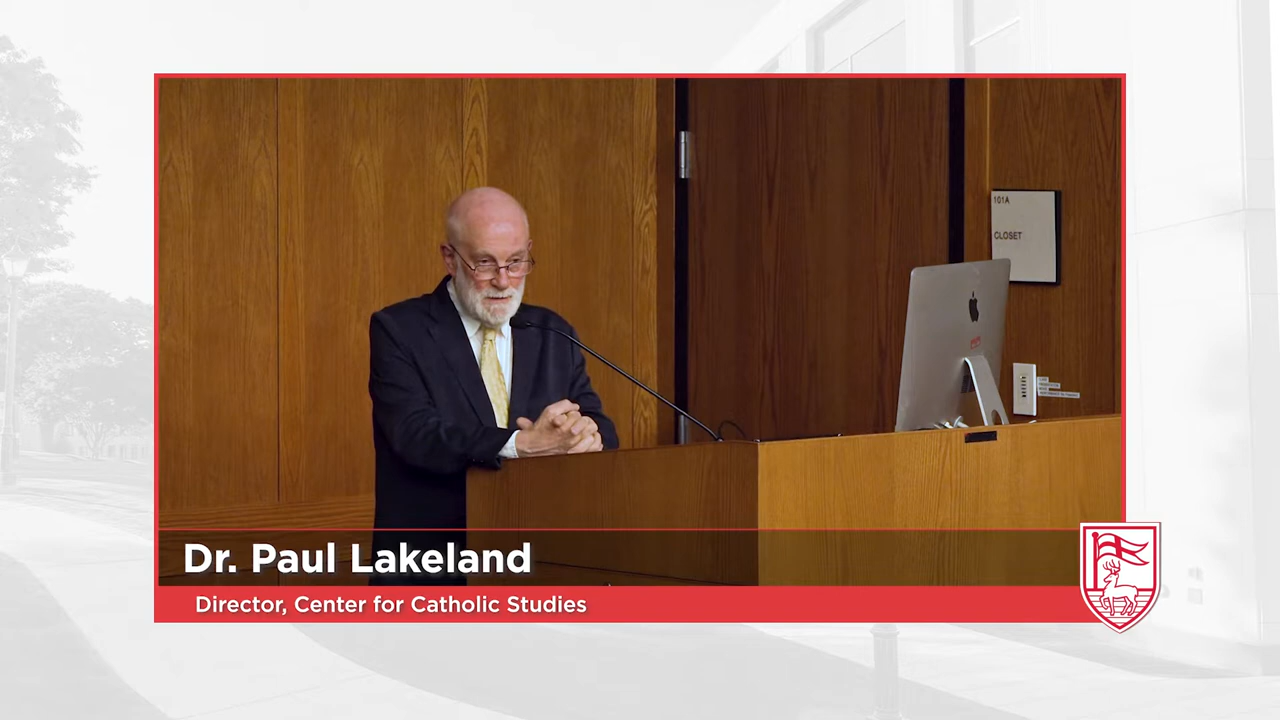 101A
CLOSET
Dr. Paul Lakeland
Director, Center for Catholic Studies